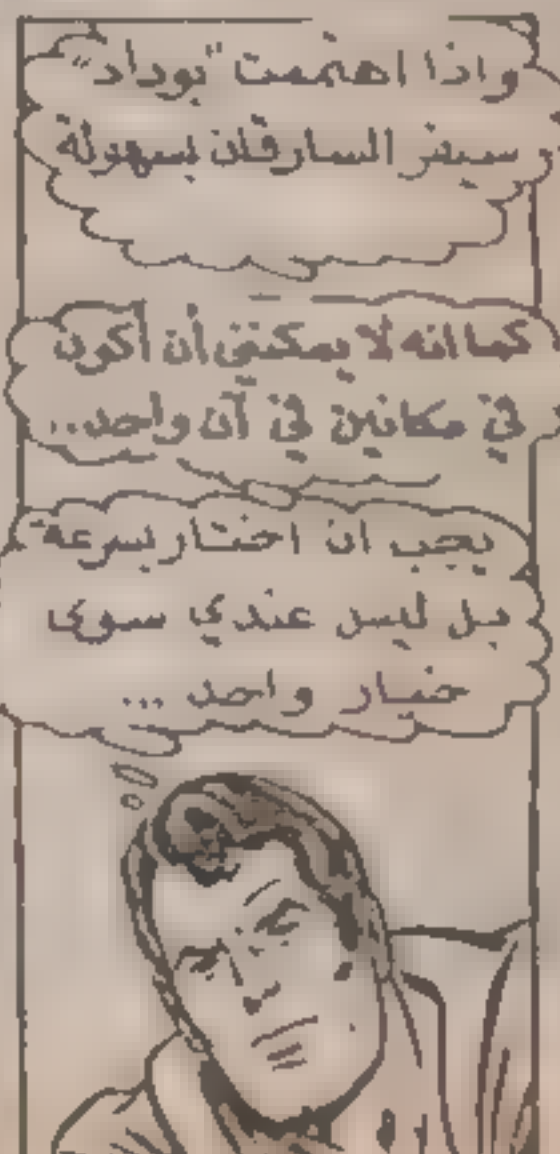 واذا اهتممت "بوداد"
سيفر السارقان بسهولة
كما انه لا يمكنني أن أكون
في مكانين في آن واحد..
يجب ان اختار بسرعة
بل ليس عندي سوى
خيار واحد ...